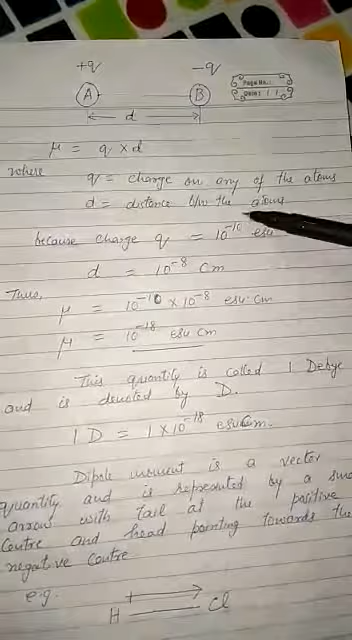 +q -q
A B
Page No.:
Date: / /
d
μ = q × d
where
q = charge on any of the atoms
d = distance b/w the atoms
because charge q = 10⁻¹⁰ esu
d = 10⁻⁸ cm
Thus,
μ = 10⁻¹⁰ × 10⁻⁸ esu cm
μ = 10⁻¹⁸ esu cm
This quantity is called 1 Debye
and is denoted by D.
1 D = 1 × 10⁻¹⁸ esu cm.
Dipole moment is a vector
quantity and is represented by a small
arrow with tail at the positive
centre and head pointing towards the
negative centre
e.g.
H Cl